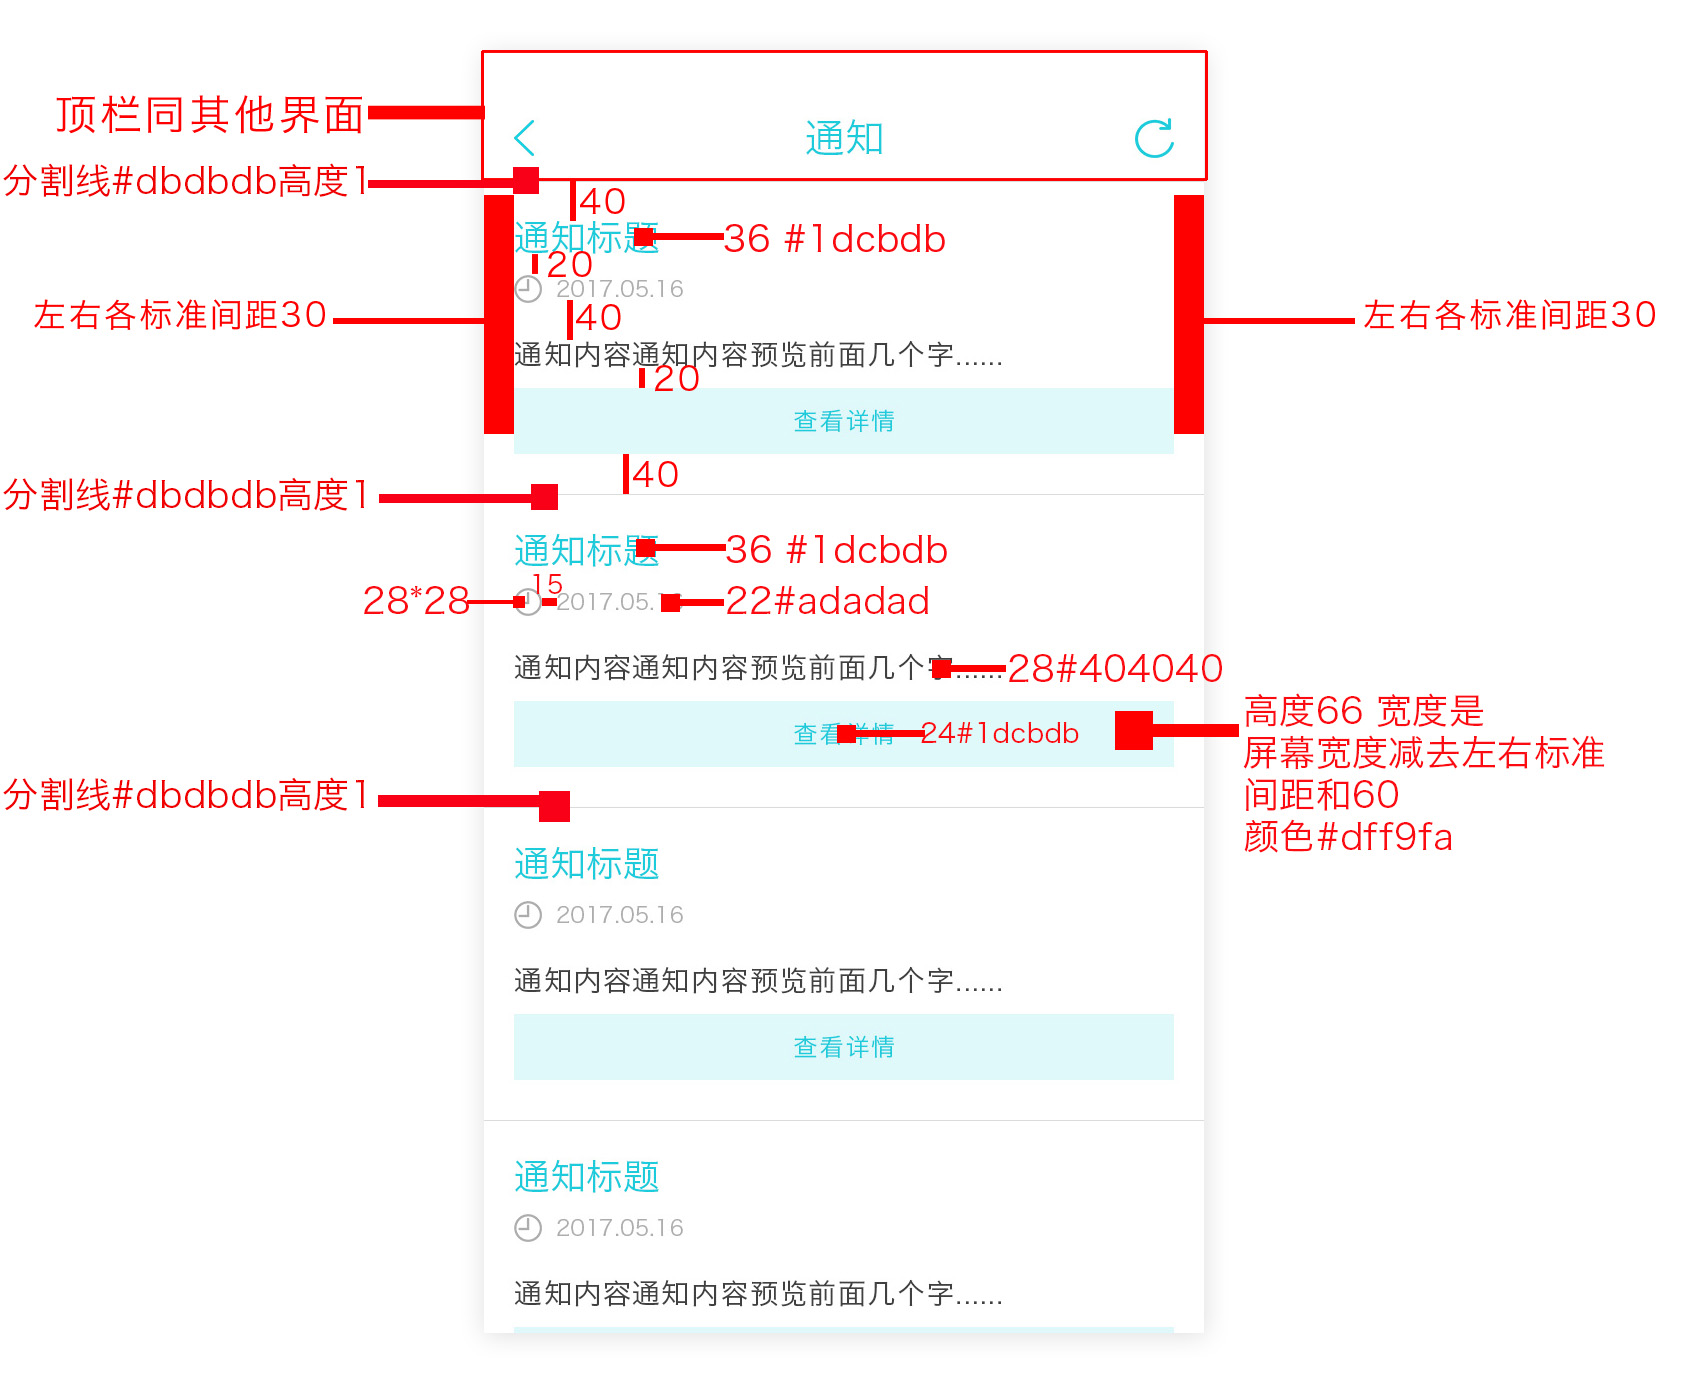 顶栏同其他界面
通知
分割线#dbdbdb高度1
40
通知标题
36 #1dcbdb
20
2017.05.16
左右各标准间距30
40
左右各标准间距30
通知内容通知内容预览前面几个字......
20
查看详情
40
分割线#dbdbdb高度1
通知标题
36 #1dcbdb
15
28*28
2017.05.
22#adadad
通知内容通知内容预览前面几个字......
28#404040
查看详情
24#1dcbdb
高度66 宽度是
屏幕宽度减去左右标准
间距和60
颜色#dff9fa
分割线#dbdbdb高度1
通知标题
2017.05.16
通知内容通知内容预览前面几个字......
查看详情
通知标题
2017.05.16
通知内容通知内容预览前面几个字......